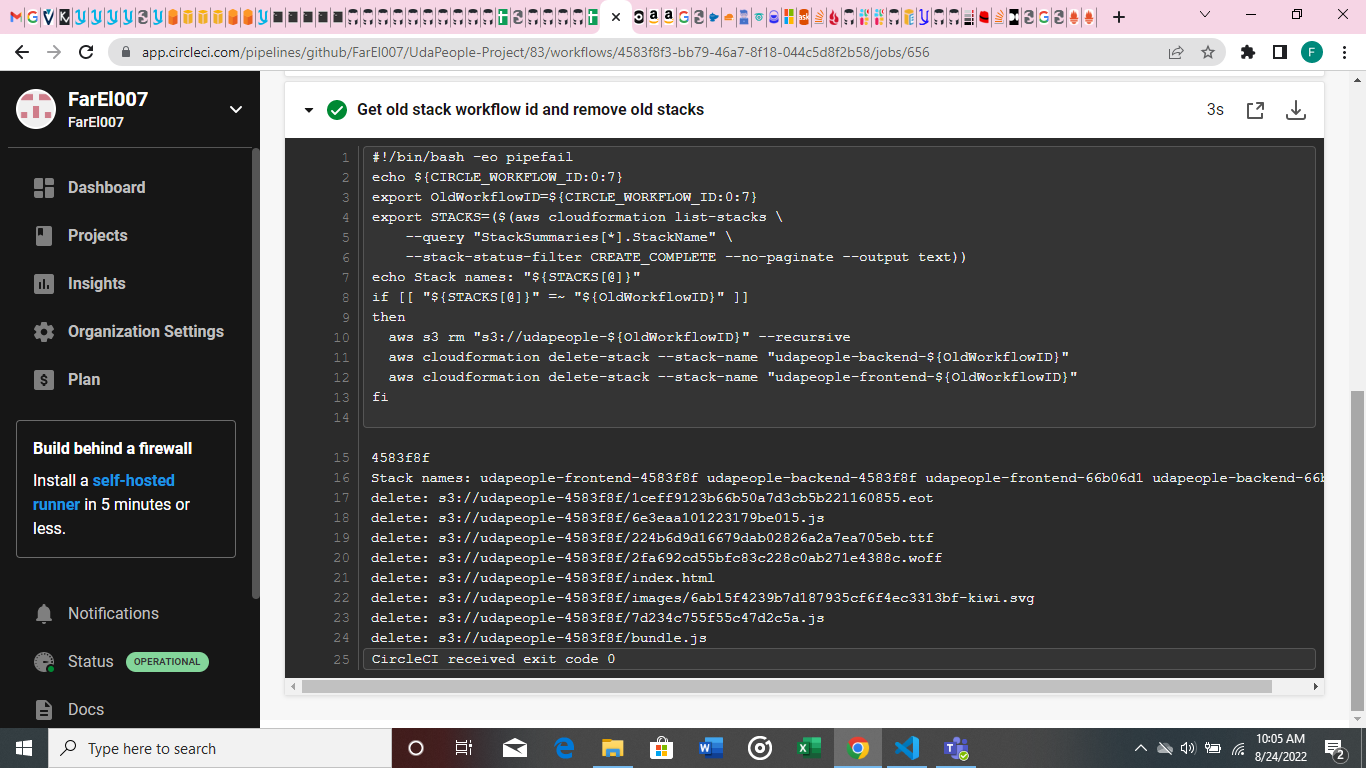 app.circleci.com/pipelines/github/FarEl007/UdaPeople-Project/83/workflows/4583f8f3-bb79-46a7-8f18-044c5d8f2b58/jobs/656
F
FarEl007
FarEl007
Dashboard
Projects
Insights
Organization Settings
Plan
Build behind a firewall
Install a self-hosted
runner in 5 minutes or
less.
Notifications
Status OPERATIONAL
Docs
Get old stack workflow id and remove old stacks 3s
1 #!/bin/bash -eo pipefail
2 echo ${CIRCLE_WORKFLOW_ID:0:7}
3 export OldWorkflowID=${CIRCLE_WORKFLOW_ID:0:7}
4 export STACKS=($(aws cloudformation list-stacks \
5 --query "StackSummaries[*].StackName" \
6 --stack-status-filter CREATE_COMPLETE --no-paginate --output text))
7 echo Stack names: "${STACKS[@]}"
8 if [[ "${STACKS[@]}" =~ "${OldWorkflowID}" ]]
9 then
10 aws s3 rm "s3://udapeople-${OldWorkflowID}" --recursive
11 aws cloudformation delete-stack --stack-name "udapeople-backend-${OldWorkflowID}"
12 aws cloudformation delete-stack --stack-name "udapeople-frontend-${OldWorkflowID}"
13 fi
14
15 4583f8f
16 Stack names: udapeople-frontend-4583f8f udapeople-backend-4583f8f udapeople-frontend-66b06d1 udapeople-backend-66b
17 delete: s3://udapeople-4583f8f/1ceff9123b66b50a7d3cb5b221160855.eot
18 delete: s3://udapeople-4583f8f/6e3eaa101223179be015.js
19 delete: s3://udapeople-4583f8f/224b6d9d16679dab02826a2a7ea705eb.ttf
20 delete: s3://udapeople-4583f8f/2fa692cd55bfc83c228c0ab271e4388c.woff
21 delete: s3://udapeople-4583f8f/index.html
22 delete: s3://udapeople-4583f8f/images/6ab15f4239b7d187935cf6f4ec3313bf-kiwi.svg
23 delete: s3://udapeople-4583f8f/7d234c755f55c47d2c5a.js
24 delete: s3://udapeople-4583f8f/bundle.js
25 CircleCI received exit code 0
Type here to search
10:05 AM
8/24/2022
2